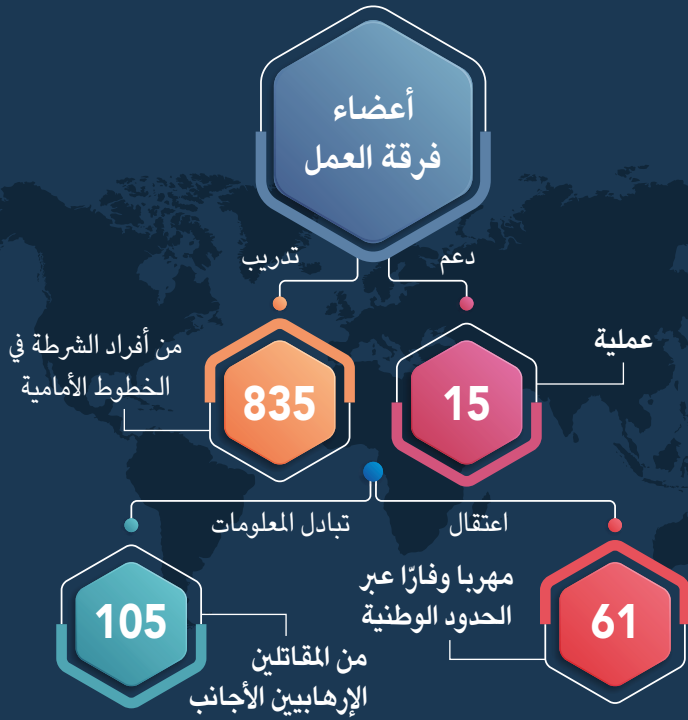 أعضاء
فرقة العمل
دعم
تدريب
عملية
15
835
من أفراد الشرطة في
الخطوط الأمامية
اعتقال
تبادل المعلومات
61
مهربا وفارّا عبر
الحدود الوطنية
105
من المقاتلين
الإرهابيين الأجانب